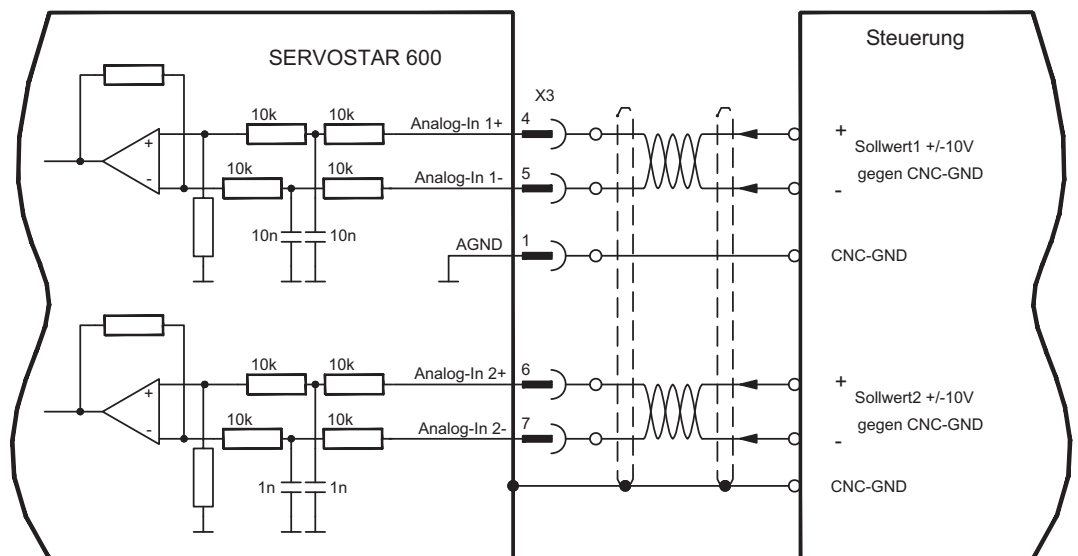 SERVOSTAR 600
Steuerung
X3
10k
10k
Analog-In 1+
4
+
-
10k
10k
Analog-In 1-
5
+
Sollwert1 +/-10V
gegen CNC-GND
-
10n
10n
AGND
1
CNC-GND
10k
10k
Analog-In 2+
6
+
-
10k
10k
Analog-In 2-
7
+
Sollwert2 +/-10V
gegen CNC-GND
-
1n
1n
CNC-GND